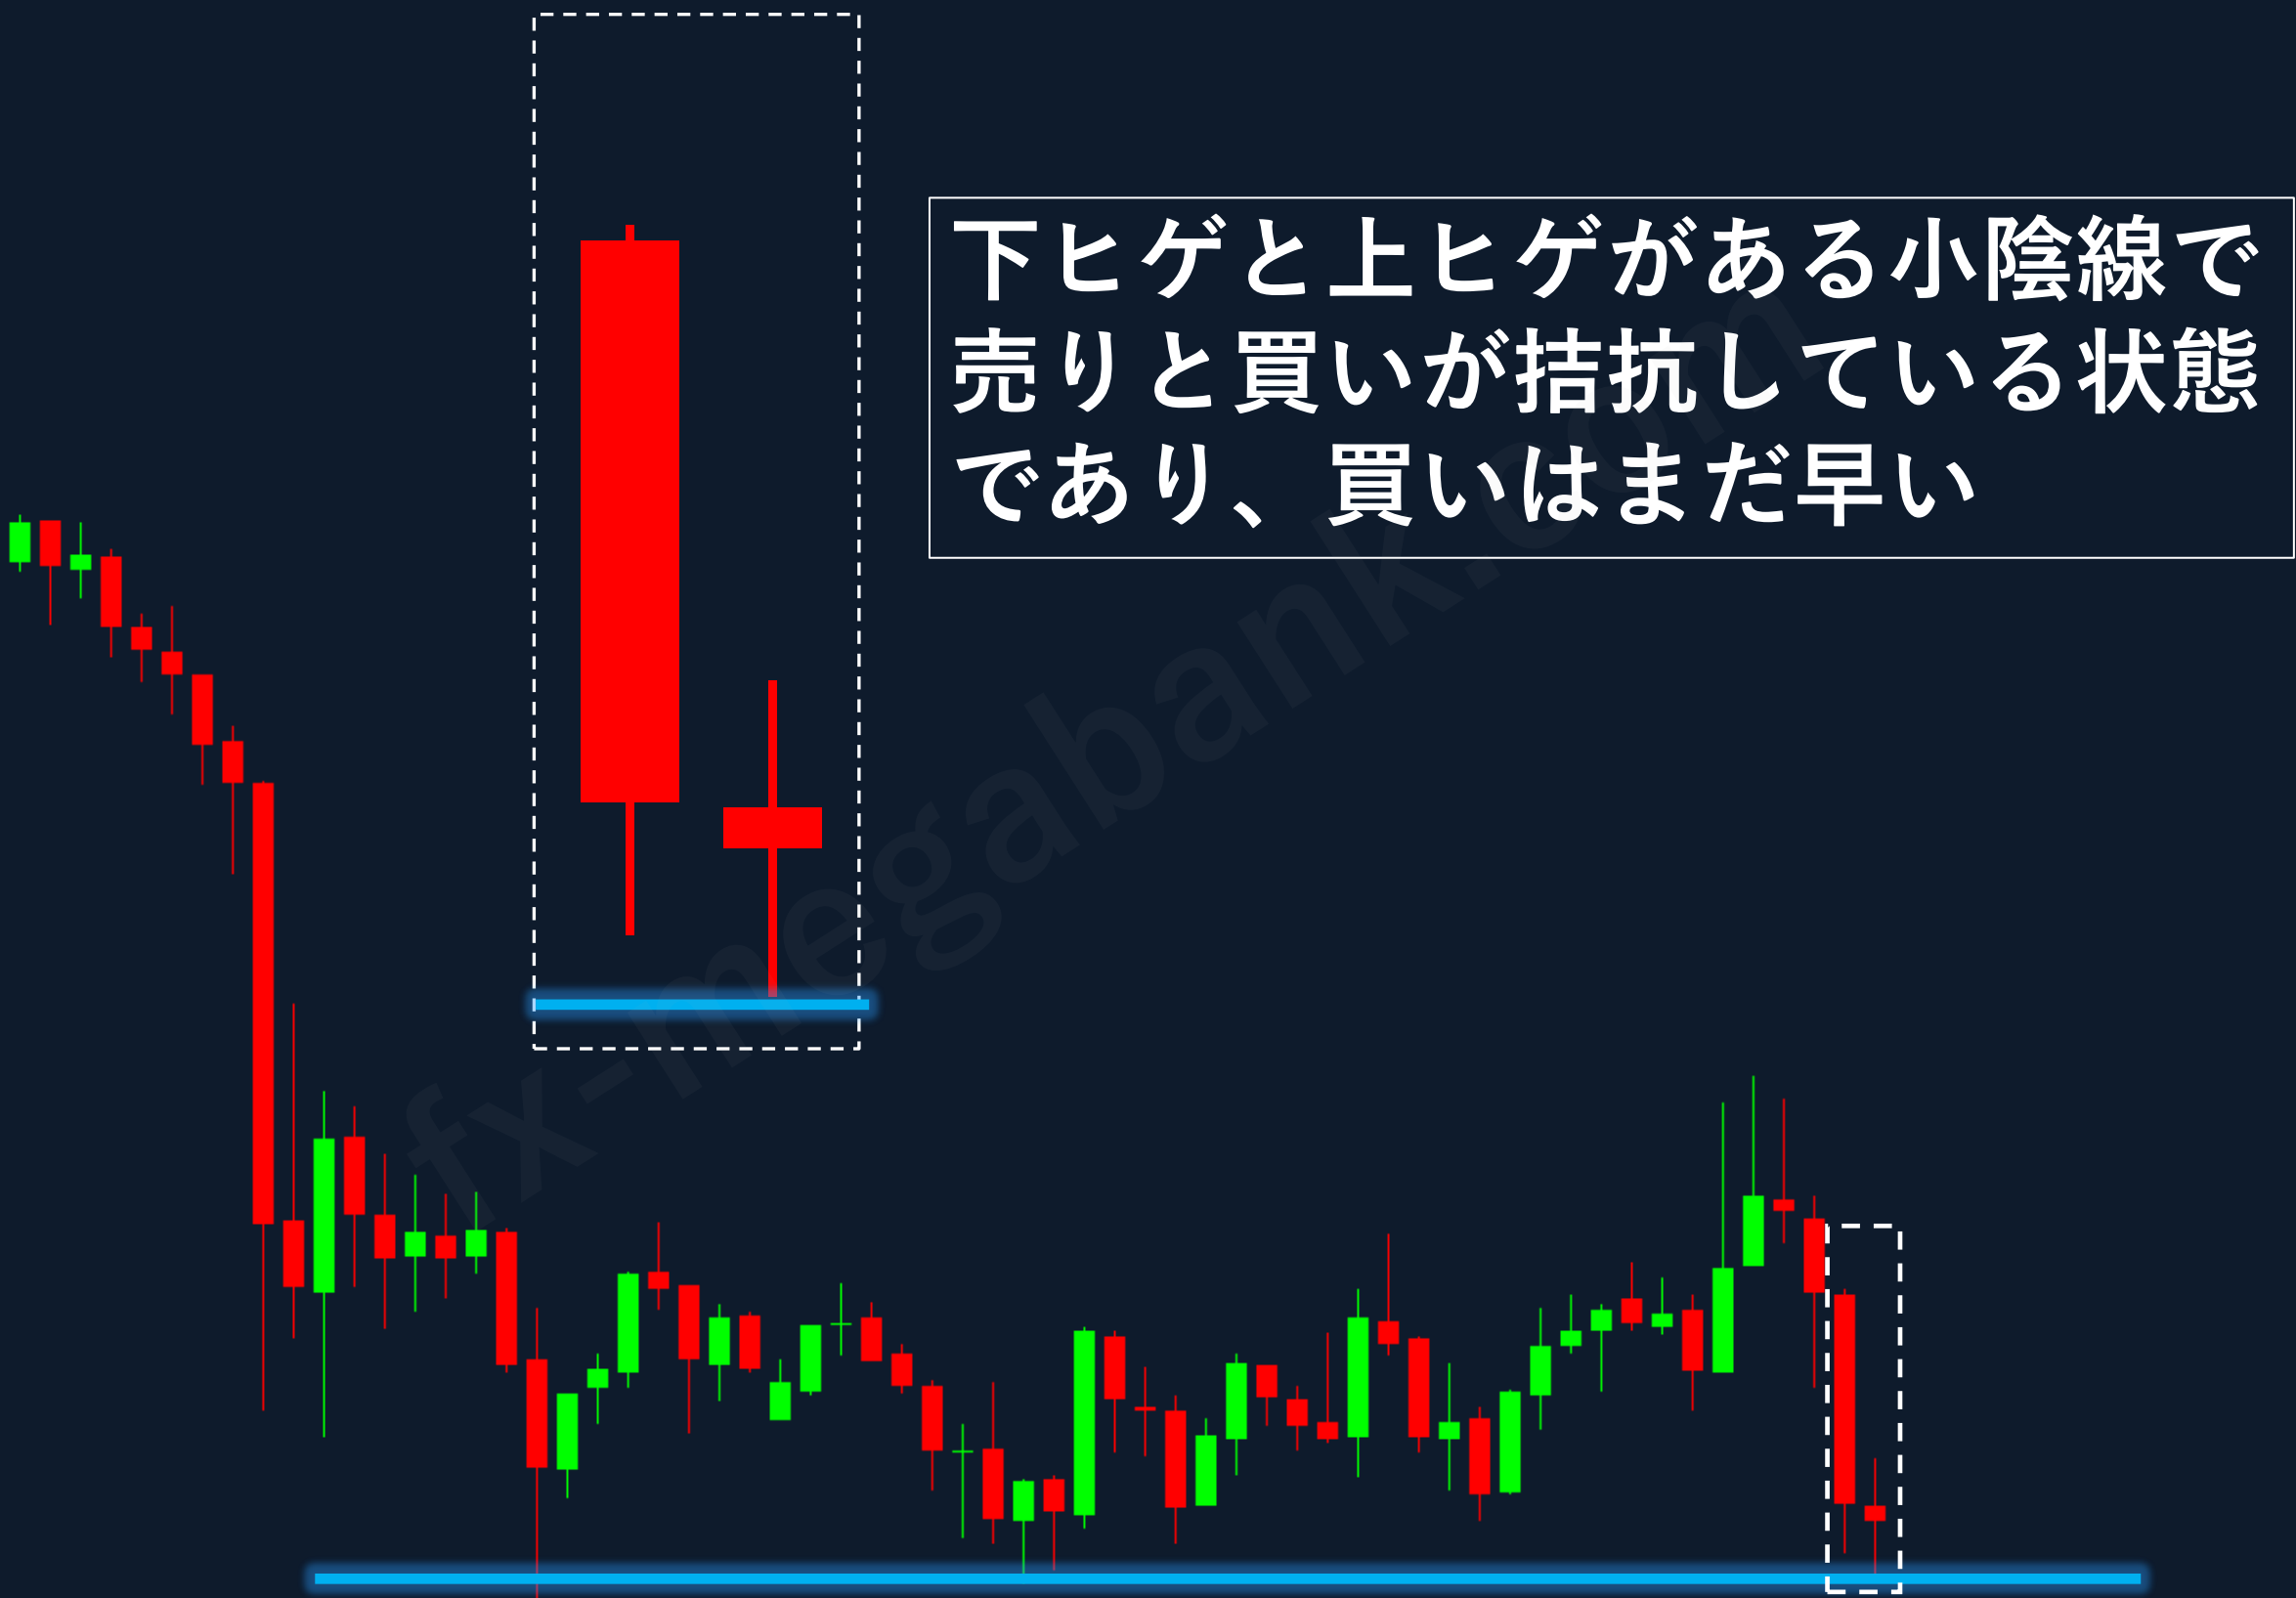 下ヒゲと上ヒゲがある小陰線で
売りと買いが拮抗している状態
であり、買いはまだ早い
fx-megabank.com